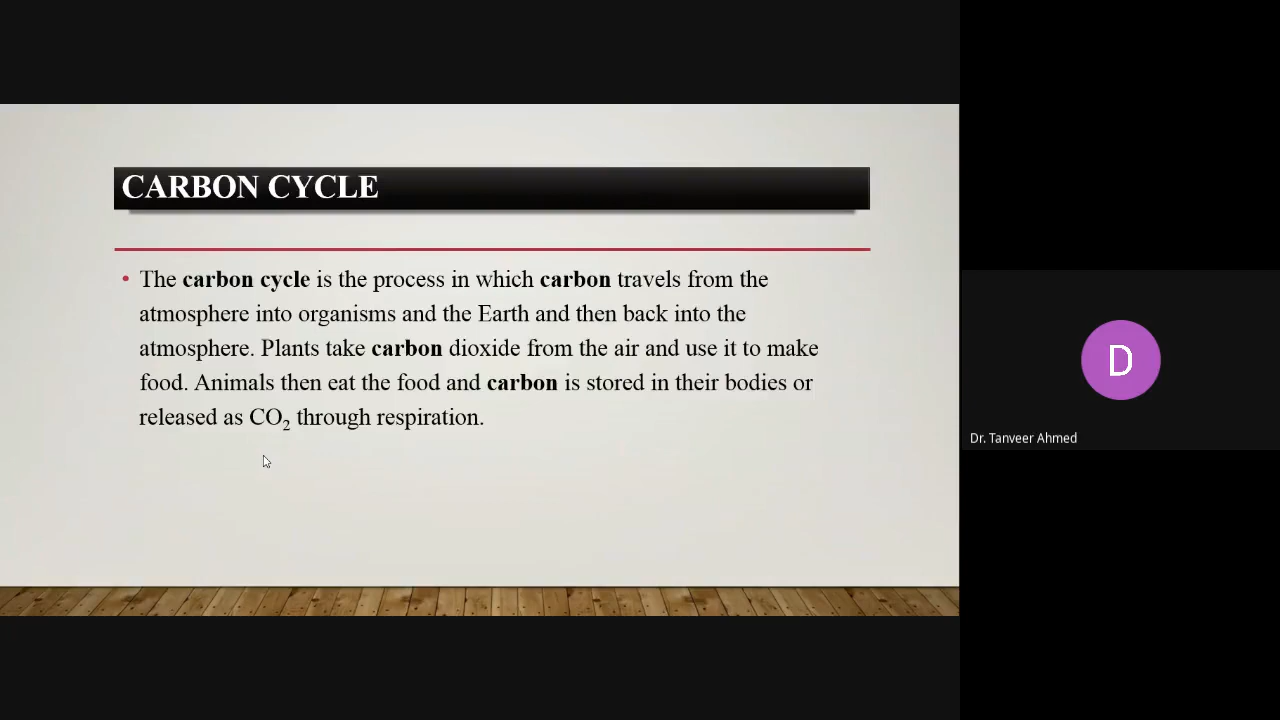 CARBON CYCLE
• The carbon cycle is the process in which carbon travels from the
atmosphere into organisms and the Earth and then back into the
atmosphere. Plants take carbon dioxide from the air and use it to make
food. Animals then eat the food and carbon is stored in their bodies or
released as CO₂ through respiration.
D
Dr. Tanveer Ahmed